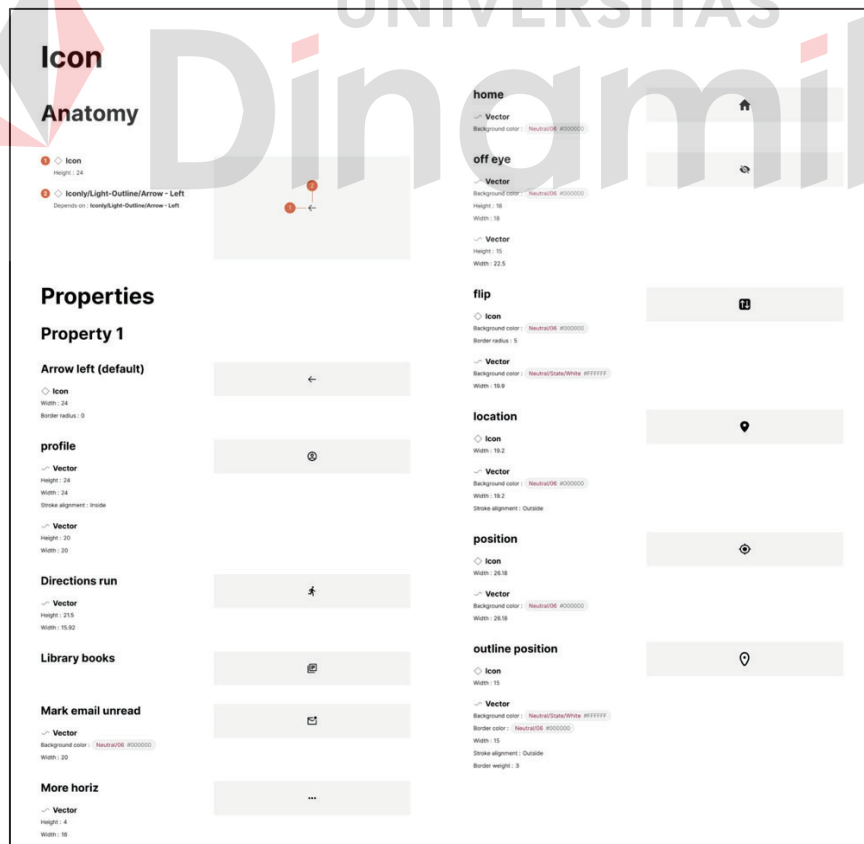 UNIVERSITAS
Dinami
Icon
Anatomy
1 Icon
Height : 24
2 Iconly/Light-Outline/Arrow - Left
Depends on : Iconly/Light-Outline/Arrow - Left
2
1
Properties
Property 1
Arrow left (default)
Icon
Width : 24
Border radius : 0
profile
Vector
Height : 24
Width : 24
Stroke alignment : Inside
Vector
Height : 20
Width : 20
Directions run
Vector
Height : 21.5
Width : 15.92
Library books
Mark email unread
Vector
Background color : Neutral/06 #000000
Width : 20
More horiz
Vector
Height : 4
Width : 16
home
Vector
Background color : Neutral/06 #000000
off eye
Vector
Background color : Neutral/06 #000000
Height : 18
Width : 18
Vector
Height : 15
Width : 22.5
flip
Icon
Background color : Neutral/06 #000000
Border radius : 5
Vector
Background color : Neutral/State/White #FFFFFF
Width : 19.9
location
Icon
Width : 19.2
Vector
Background color : Neutral/06 #000000
Width : 19.2
Stroke alignment : Outside
position
Icon
Width : 28.18
Vector
Background color : Neutral/06 #000000
Width : 28.18
outline position
Icon
Width : 15
Vector
Background color : Neutral/State/White #FFFFFF
Border color : Neutral/06 #000000
Width : 15
Stroke alignment : Outside
Border weight : 3